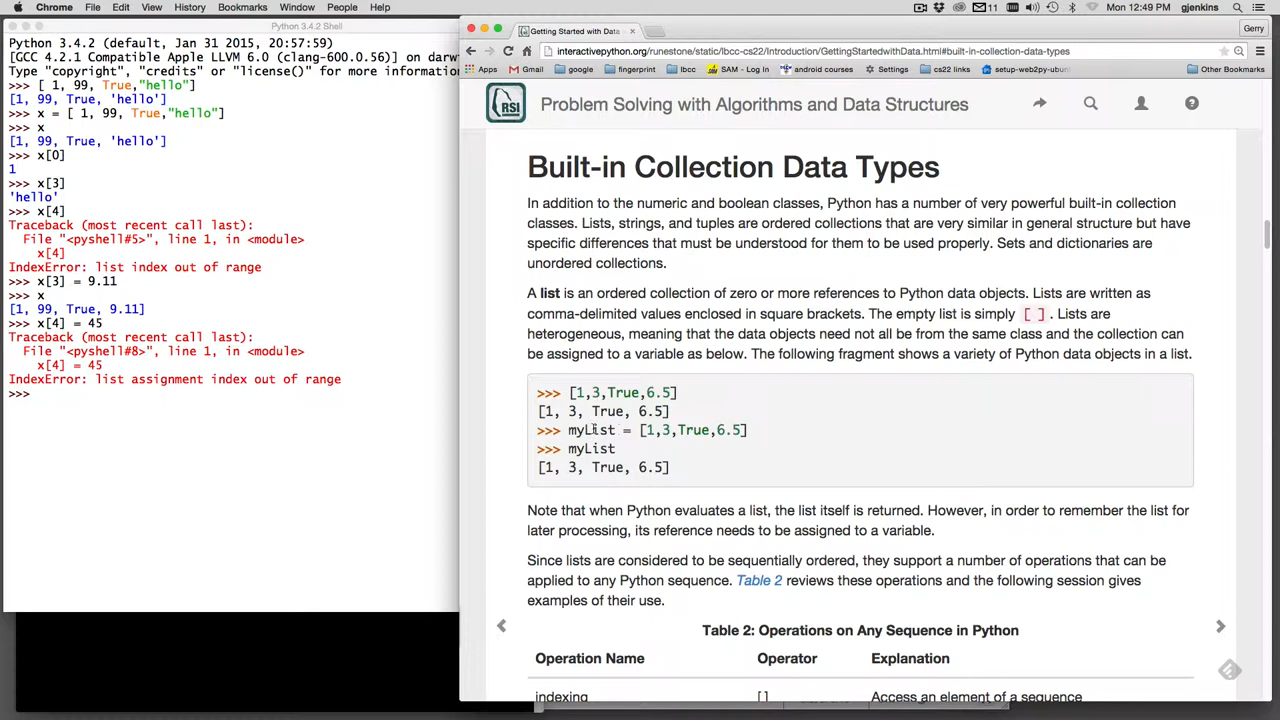 Chrome File Edit View History Bookmarks Window People Help
11
Mon 12:49 PM gjenkins
Python 3.4.2 Shell
Python 3.4.2 (default, Jan 31 2015, 20:57:59)
[GCC 4.2.1 Compatible Apple LLVM 6.0 (clang-600.0.56)] on darw
Type "copyright", "credits" or "license()" for more information
>>> [ 1, 99, True,"hello"]
[1, 99, True, 'hello']
>>> x = [ 1, 99, True,"hello"]
>>> x
[1, 99, True, 'hello']
>>> x[0]
1
>>> x[3]
'hello'
>>> x[4]
Traceback (most recent call last):
File "<pyshell#5>", line 1, in <module>
x[4]
IndexError: list index out of range
>>> x[3] = 9.11
>>> x
[1, 99, True, 9.11]
>>> x[4] = 45
Traceback (most recent call last):
File "<pyshell#8>", line 1, in <module>
x[4] = 45
IndexError: list assignment index out of range
>>>
Getting Started with Data
Gerry
interactivepython.org/runestone/static/lbcc-cs22/Introduction/GettingStartedwithData.html#built-in-collection-data-types
Apps Gmail google fingerprint lbcc SAM - Log In android courses Settings cs22 links setup-web2py-ubun Other Bookmarks
RSI
Problem Solving with Algorithms and Data Structures
Built-in Collection Data Types
In addition to the numeric and boolean classes, Python has a number of very powerful built-in collection
classes. Lists, strings, and tuples are ordered collections that are very similar in general structure but have
specific differences that must be understood for them to be used properly. Sets and dictionaries are
unordered collections.
A list is an ordered collection of zero or more references to Python data objects. Lists are written as
comma-delimited values enclosed in square brackets. The empty list is simply [ ] . Lists are
heterogeneous, meaning that the data objects need not all be from the same class and the collection can
be assigned to a variable as below. The following fragment shows a variety of Python data objects in a list.
>>> [1,3,True,6.5]
[1, 3, True, 6.5]
>>> myList = [1,3,True,6.5]
>>> myList
[1, 3, True, 6.5]
Note that when Python evaluates a list, the list itself is returned. However, in order to remember the list for
later processing, its reference needs to be assigned to a variable.
Since lists are considered to be sequentially ordered, they support a number of operations that can be
applied to any Python sequence. Table 2 reviews these operations and the following session gives
examples of their use.
Table 2: Operations on Any Sequence in Python
Operation Name Operator Explanation
indexing [] Access an element of a sequence